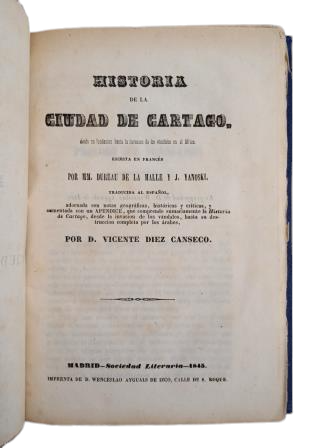 HISTORIA
DE LA
CIUDAD DE CARTAGO,
desde su fundacion hasta la invasion de los vándalos en el África.
ESCRITA EN FRANCÉS
POR MM. DUREAU DE LA MALLE Y J. YANOSKI.
TRADUCIDA AL ESPAÑOL,
adornada con notas geográficas, históricas y críticas, y
aumentada con un APENDICE, que comprende sumariamente la Historia
de Cartago, desde la invasion de los vándalos, hasta su des-
truccion completa por los árabes,
POR D. VICENTE DIEZ CANSECO.
MADRID—Sociedad Literaria—1845.
IMPRENTA DE D. WENCESLAO AYGUALS DE IZCO, CALLE DE S. ROQUE.